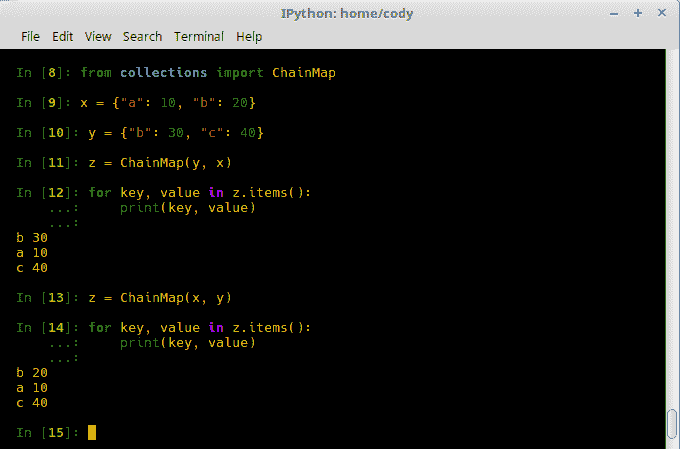 IPython: home/cody
File Edit View Search Terminal Help
In [8]: from collections import ChainMap
In [9]: x = {"a": 10, "b": 20}
In [10]: y = {"b": 30, "c": 40}
In [11]: z = ChainMap(y, x)
In [12]: for key, value in z.items():
...: print(key, value)
...:
b 30
a 10
c 40
In [13]: z = ChainMap(x, y)
In [14]: for key, value in z.items():
...: print(key, value)
...:
b 20
a 10
c 40
In [15]: